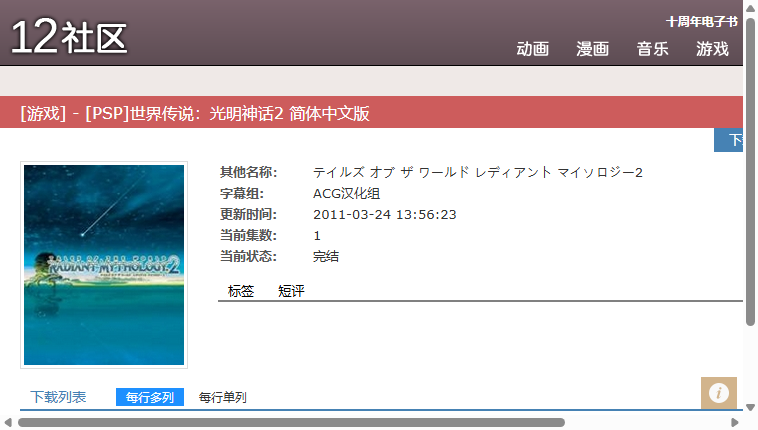 十周年电子书
12社区
动画 漫画 音乐 游戏
[游戏] - [PSP]世界传说：光明神话2 简体中文版
下
其他名称： テイルズ オブ ザ ワールド レディアント マイソロジー2
字幕组： ACG汉化组
更新时间： 2011-03-24 13:56:23
当前集数： 1
当前状态： 完结
RADIANT MYTHOLOGY 2
标签 短评
下载列表 每行多列 每行单列
i